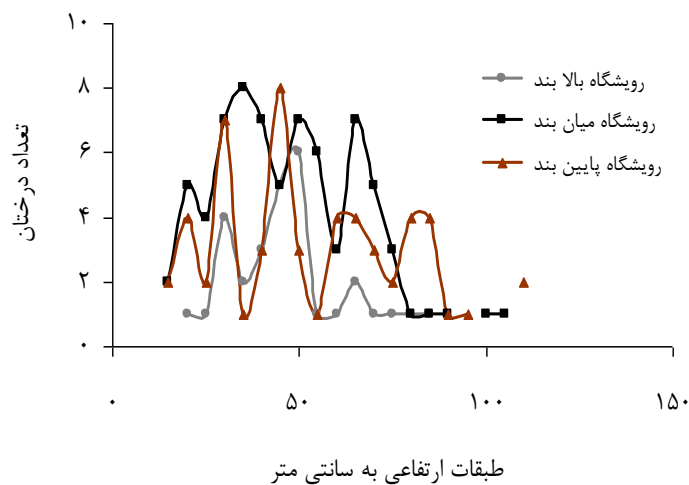 ۱۰
۸
۶
۴
۲
۰
تعداد درختان
رویشگاه بالا بند
رویشگاه میان بند
رویشگاه پایین بند
۰
۵۰
۱۰۰
۱۵۰
طبقات ارتفاعی به سانتی متر